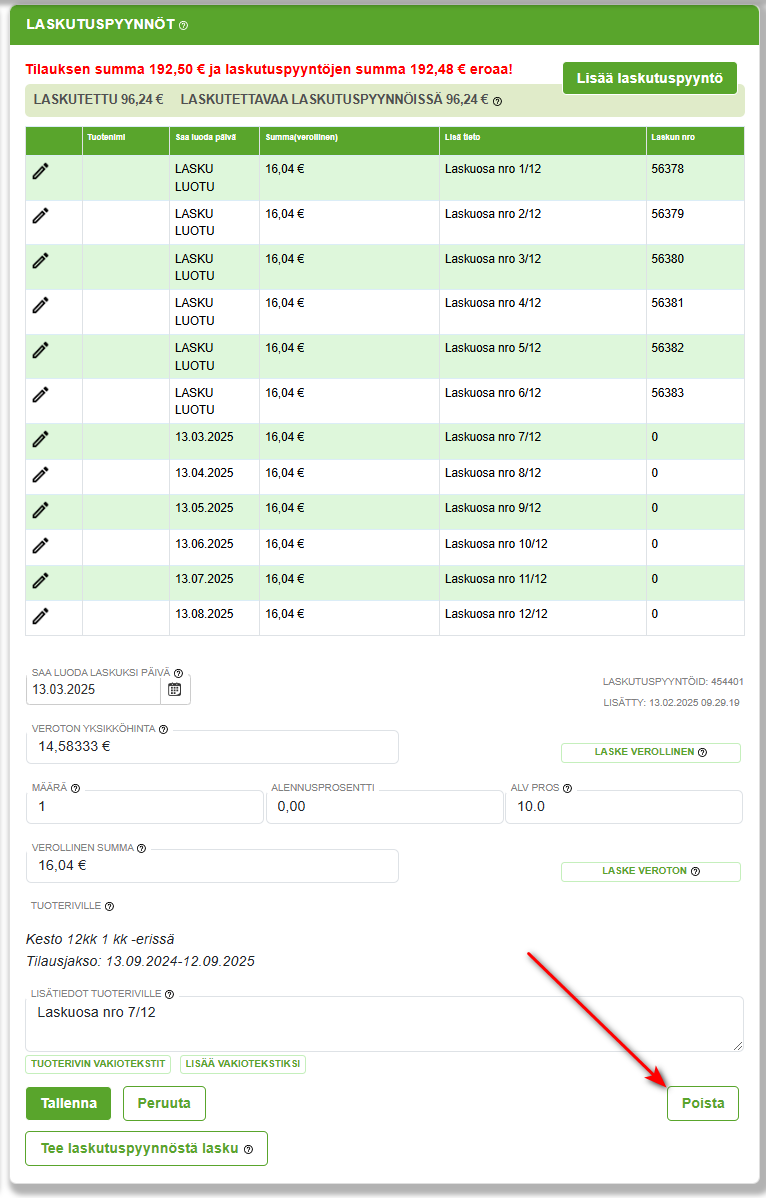 LASKUTUSPYYNNÖT
Tilauksen summa 192,50 € ja laskutuspyyntöjen summa 192,48 € eroaa!
Lisää laskutuspyyntö
LASKUTETTU 96,24 € LASKUTETTAVAA LASKUTUSPYYNNÖISSÄ 96,24 €
Tuotenimi Saa luoda päivä Summa(verollinen) Lisä tieto Laskun nro
LASKU LUOTU 16,04 € Laskuosa nro 1/12 56378
LASKU LUOTU 16,04 € Laskuosa nro 2/12 56379
LASKU LUOTU 16,04 € Laskuosa nro 3/12 56380
LASKU LUOTU 16,04 € Laskuosa nro 4/12 56381
LASKU LUOTU 16,04 € Laskuosa nro 5/12 56382
LASKU LUOTU 16,04 € Laskuosa nro 6/12 56383
13.03.2025 16,04 € Laskuosa nro 7/12 0
13.04.2025 16,04 € Laskuosa nro 8/12 0
13.05.2025 16,04 € Laskuosa nro 9/12 0
13.06.2025 16,04 € Laskuosa nro 10/12 0
13.07.2025 16,04 € Laskuosa nro 11/12 0
13.08.2025 16,04 € Laskuosa nro 12/12 0
SAA LUODA LASKUKSI PÄIVÄ
13.03.2025
LASKUTUSPYYNTÖID: 454401
LISÄTTY: 13.02.2025 09.29.19
VEROTON YKSIKKÖHINTA
14,58333 €
LASKE VEROLLINEN
MÄÄRÄ ALENNUSPROSENTTI ALV PROS
1 0,00 10.0
VEROLLINEN SUMMA
16,04 €
LASKE VEROTON
TUOTERIVILLE
Kesto 12kk 1 kk -erissä
Tilausjakso: 13.09.2024-12.09.2025
LISÄTIEDOT TUOTERIVILLE
Laskuosa nro 7/12
TUOTERIVIN VAKIOTEKSTIT LISÄÄ VAKIOTEKSTIKSI
Tallenna Peruuta Poista
Tee laskutuspyynnöstä lasku